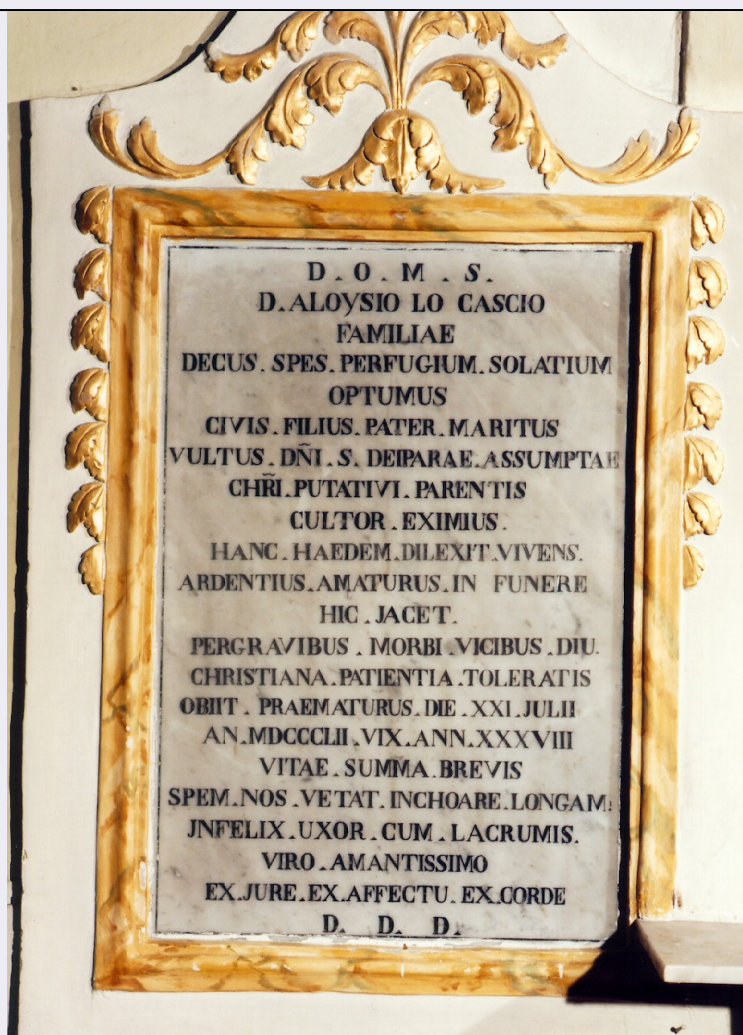 D.O.M.S.
D.ALOYSIO LO CASCIO
FAMILIAE
DECUS.SPES.PERFUGIUM.SOLATIUM
OPTUMUS
CIVIS.FILIUS.PATER.MARITUS
VULTUS.DÑI.S.DEIPARAE.ASSUMPTAE
CHR̃I.PUTATIVI.PARENTIS
CULTOR.EXIMIUS.
HANC.HAEDEM.DILEXIT.VIVENS.
ARDENTIUS.AMATURUS.IN FUNERE
HIC.JACET.
PERGRAVIBUS.MORBI.VICIBUS.DIU.
CHRISTIANA.PATIENTIA.TOLERATIS
OBIIT.PRAEMATURUS.DIE.XXI.JULII
AN.MDCCCLII.VIX.ANN.XXXVIII
VITAE.SUMMA.BREVIS
SPEM.NOS.VETAT.INCHOARE.LONGAM:
JNFELIX.UXOR.CUM.LACRUMIS.
VIRO.AMANTISSIMO
EX.JURE.EX.AFFECTU.EX.CORDE
D. D. D.